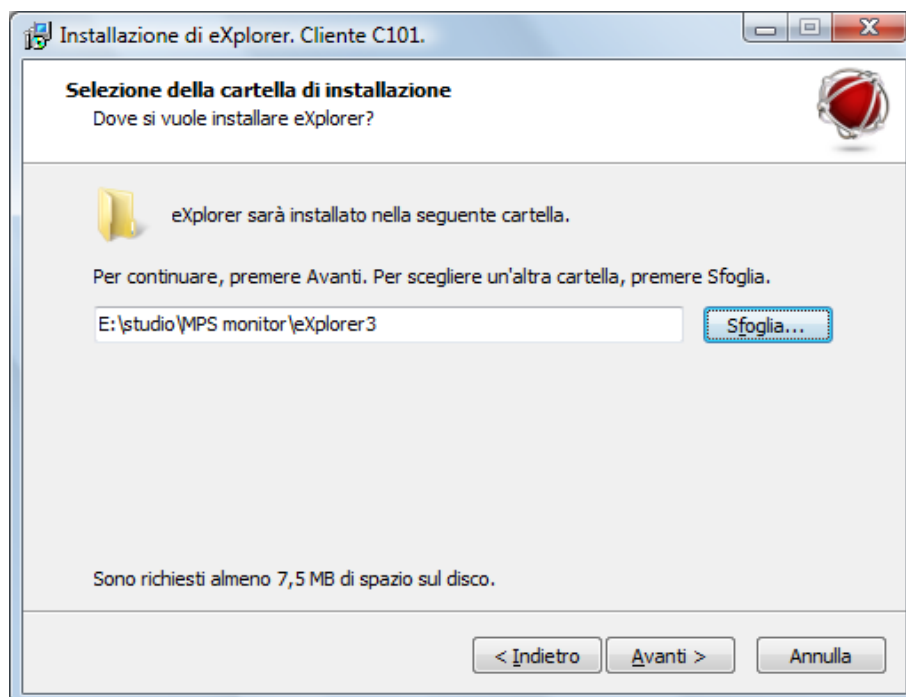 Installazione di eXplorer. Cliente C101.
Selezione della cartella di installazione
Dove si vuole installare eXplorer?
eXplorer sarà installato nella seguente cartella.
Per continuare, premere Avanti. Per scegliere un'altra cartella, premere Sfoglia.
E:\studio\MPS monitor\eXplorer3
Sfoglia...
Sono richiesti almeno 7,5 MB di spazio sul disco.
< Indietro
Avanti >
Annulla